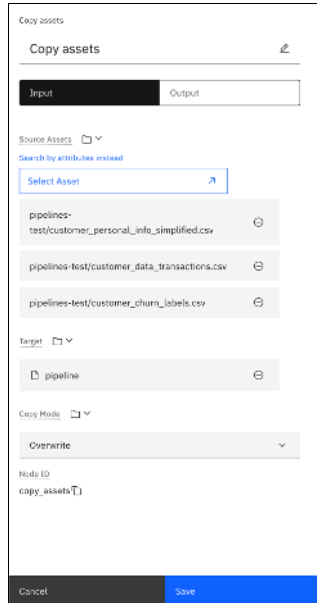 Copy assets
Copy assets
Input
Output
Source Assets
Search by attributes instead
Select Asset
pipelines-
test/customer_personal_info_simplified.csv
pipelines-test/customer_data_transactions.csv
pipelines-test/customer_churn_labels.csv
Target
pipeline
Copy Mode
Overwrite
Node ID
copy_assets
Cancel
Save